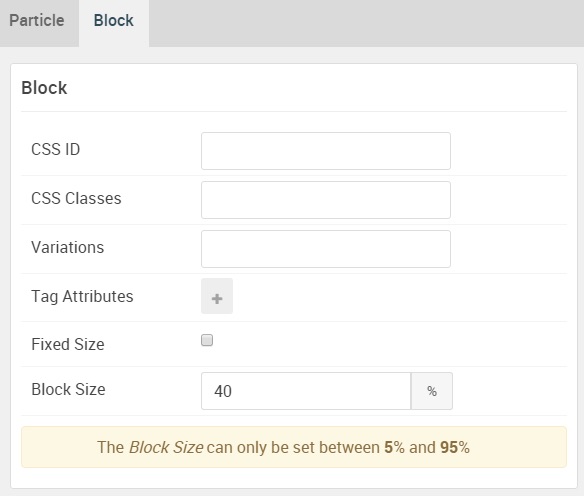 Particle Block
Block
CSS ID
CSS Classes
Variations
Tag Attributes +
Fixed Size
Block Size 40 %
The Block Size can only be set between 5% and 95%